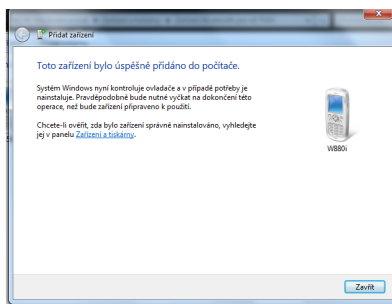 Přidat zařízení
Toto zařízení bylo úspěšně přidáno do počítače.
Systém Windows nyní kontroluje ovladače a v případě potřeby je
nainstaluje. Pravděpodobně bude nutné vyčkat na dokončení této
operace, než bude zařízení připraveno k použití.
Chcete-li ověřit, zda bylo zařízení správně nainstalováno, vyhledejte
jej v panelu Zařízení a tiskárny.
W880i
Zavřít